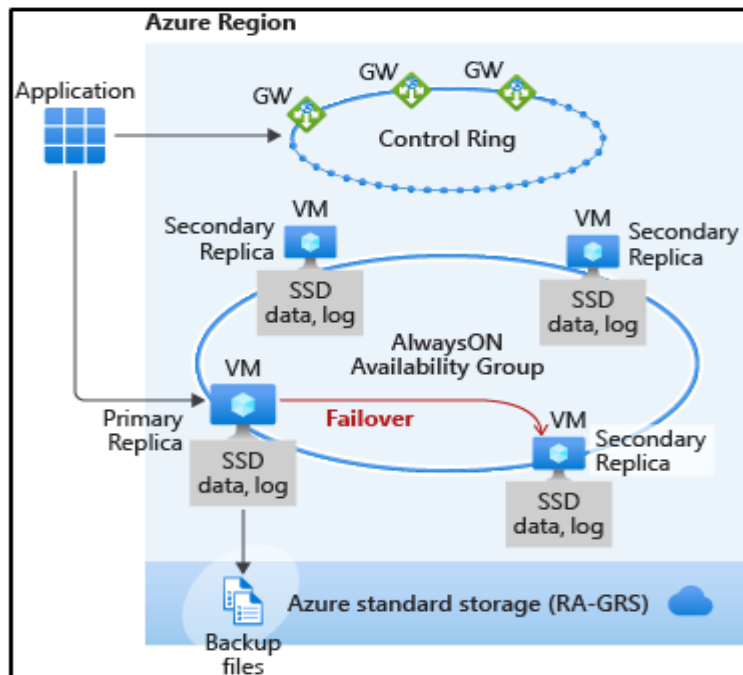 Azure Region
Application
GW
GW
GW
Control Ring
VM
Secondary
Replica
SSD
data, log
VM
Secondary
Replica
SSD
data, log
AlwaysON
Availability Group
VM
Primary
Replica
SSD
data, log
Failover
VM
Secondary
Replica
SSD
data, log
Azure standard storage (RA-GRS)
Backup
files